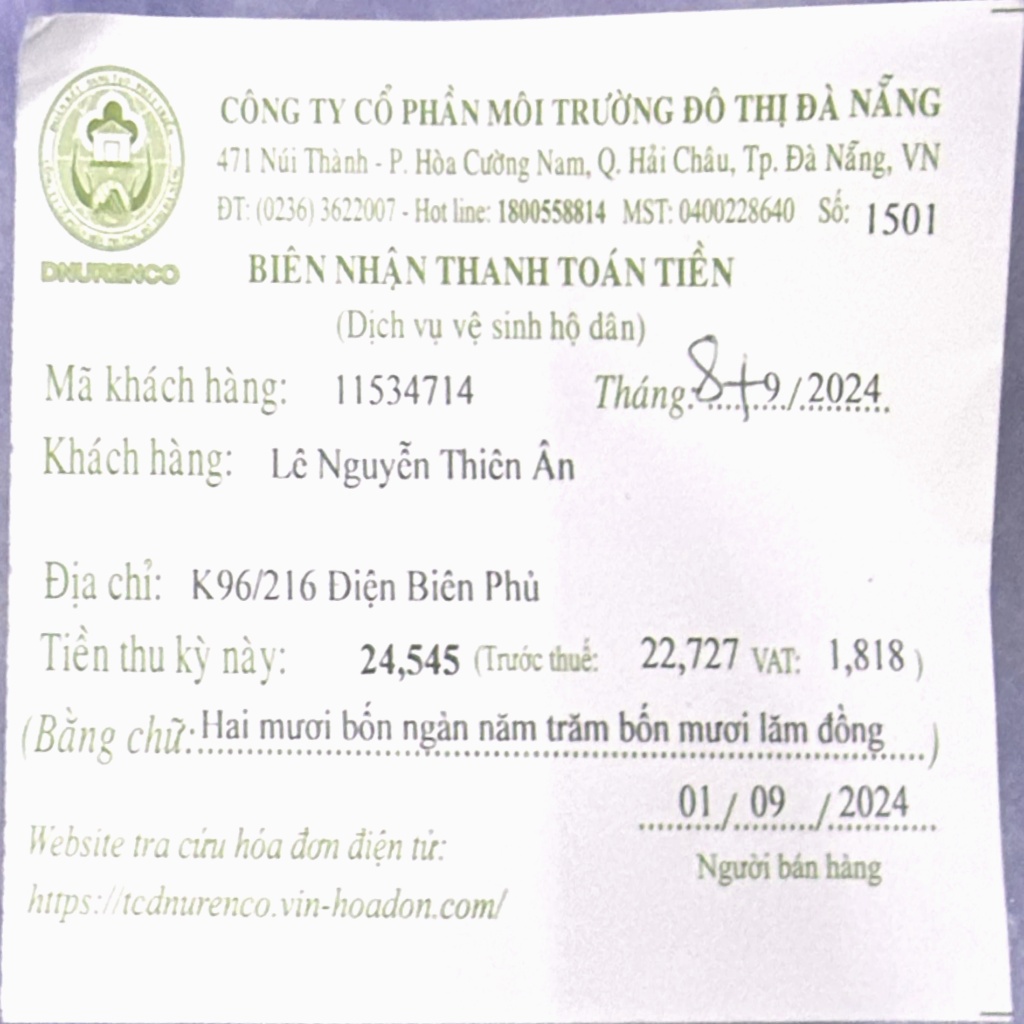 CÔNG TY CỔ PHẦN MÔI TRƯỜNG ĐÔ THỊ ĐÀ NẴNG
471 Núi Thành - P. Hòa Cường Nam, Q. Hải Châu, Tp. Đà Nẵng, VN
ĐT: (0236) 3622007 - Hot line: 1800558814 MST: 0400228640 Số: 1501
DNURENCO
BIÊN NHẬN THANH TOÁN TIỀN
(Dịch vụ vệ sinh hộ dân)
Mã khách hàng: 11534714 Tháng: 8+9/2024
Khách hàng: Lê Nguyễn Thiên Ân
Địa chỉ: K96/216 Điện Biên Phủ
Tiền thu kỳ này: 24,545 (Trước thuế: 22,727 VAT: 1,818 )
(Bằng chữ: Hai mươi bốn ngàn năm trăm bốn mươi lăm đồng)
01 / 09 / 2024
Người bán hàng
Website tra cứu hóa đơn điện tử:
https://tcdnurenco.vin-hoadon.com/